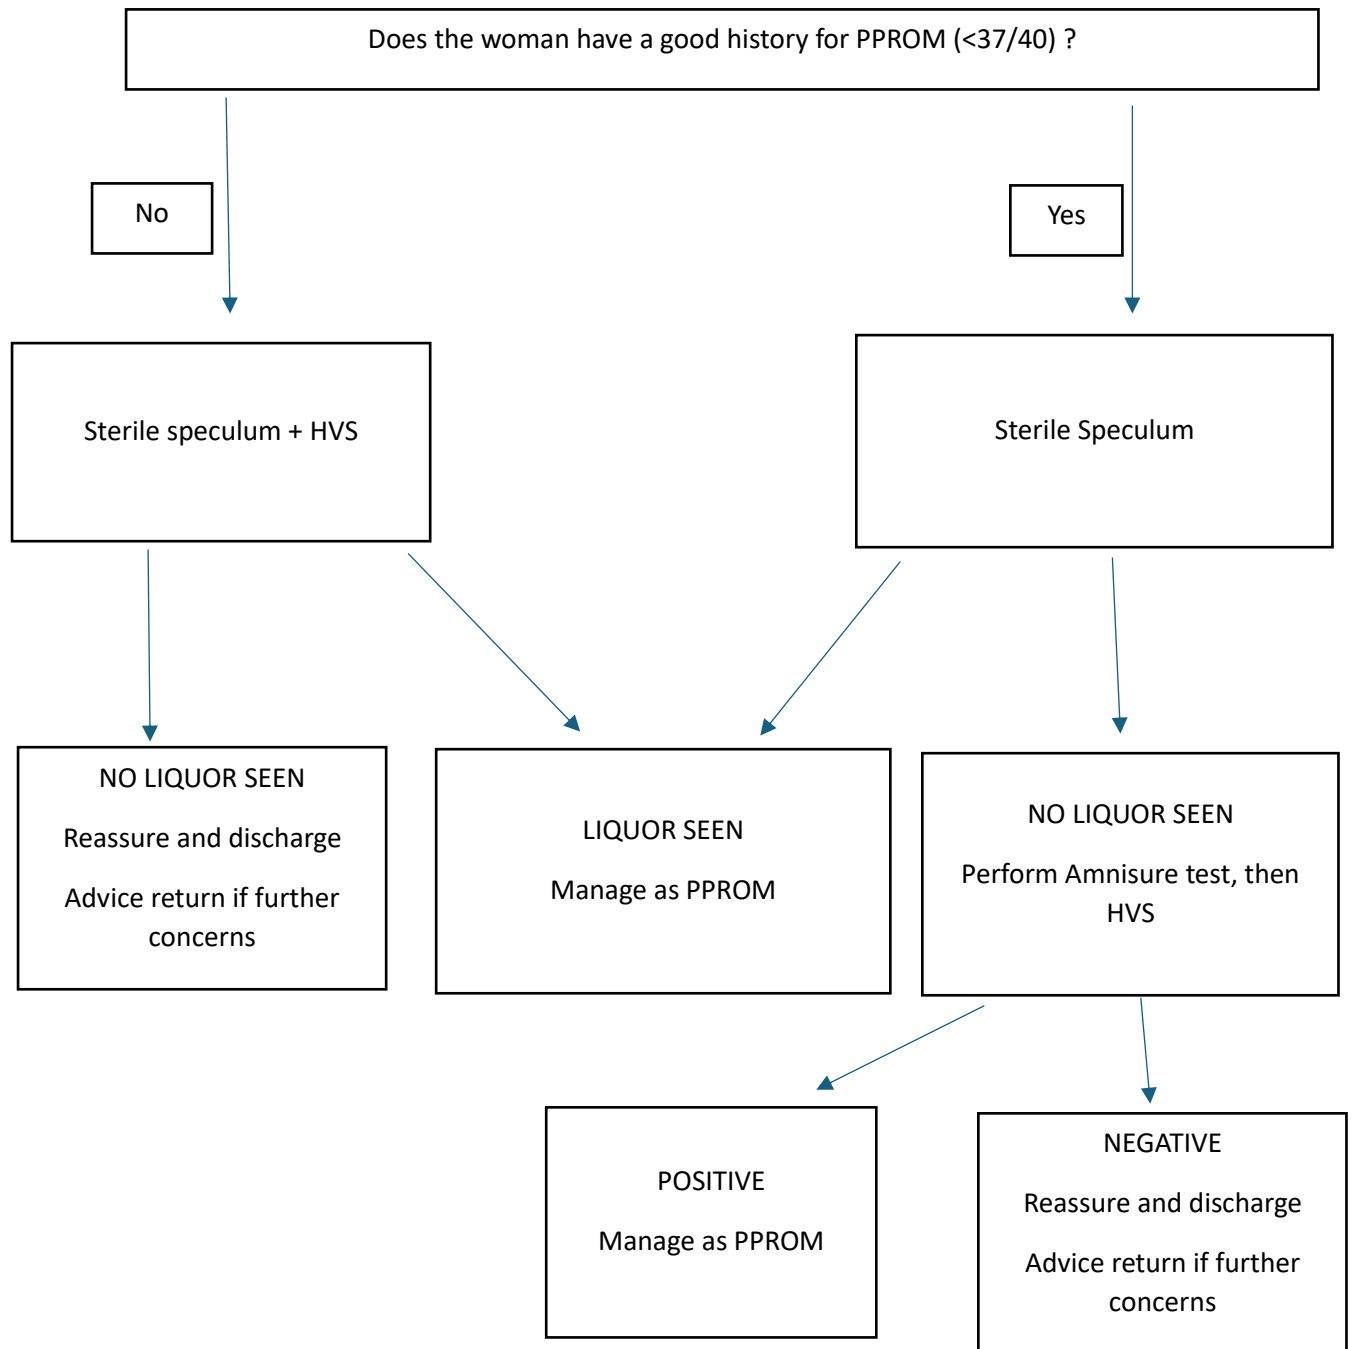 Does the woman have a good history for PPROM (<37/40) ?
No
Yes
Sterile speculum + HVS
Sterile Speculum
NO LIQUOR SEEN
Reassure and discharge
Advice return if further
concerns
LIQUOR SEEN
Manage as PPROM
NO LIQUOR SEEN
Perform Amnisure test, then
HVS
POSITIVE
Manage as PPROM
NEGATIVE
Reassure and discharge
Advice return if further
concerns